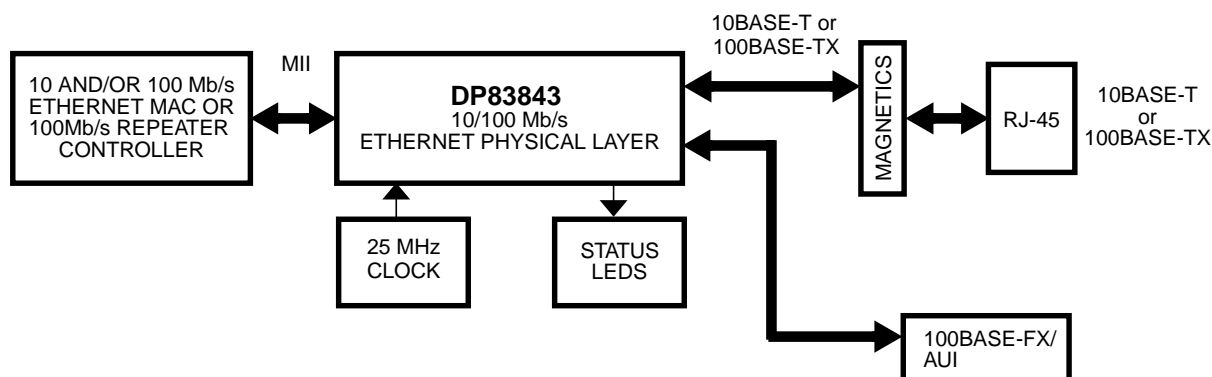 10BASE-T or
100BASE-TX
MII
10 AND/OR 100 Mb/s
ETHERNET MAC OR
100Mb/s REPEATER
CONTROLLER
DP83843
10/100 Mb/s
ETHERNET PHYSICAL LAYER
MAGNETICS
RJ-45
10BASE-T
or
100BASE-TX
25 MHz
CLOCK
STATUS
LEDS
100BASE-FX/
AUI